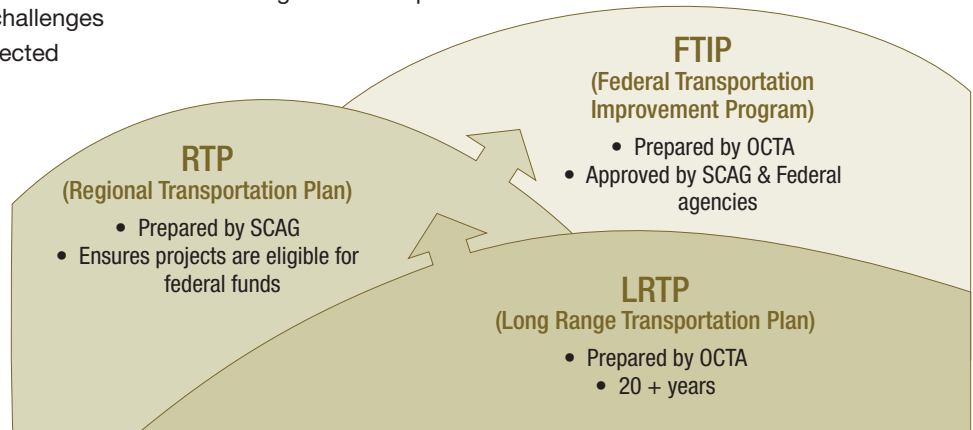 challenges
RTP
(Regional Transportation Plan)
• Prepared by SCAG
• Ensures projects are eligible for
federal funds
FTIP
(Federal Transportation
Improvement Program)
• Prepared by OCTA
• Approved by SCAG & Federal
agencies
LRTP
(Long Range Transportation Plan)
• Prepared by OCTA
• 20 + years